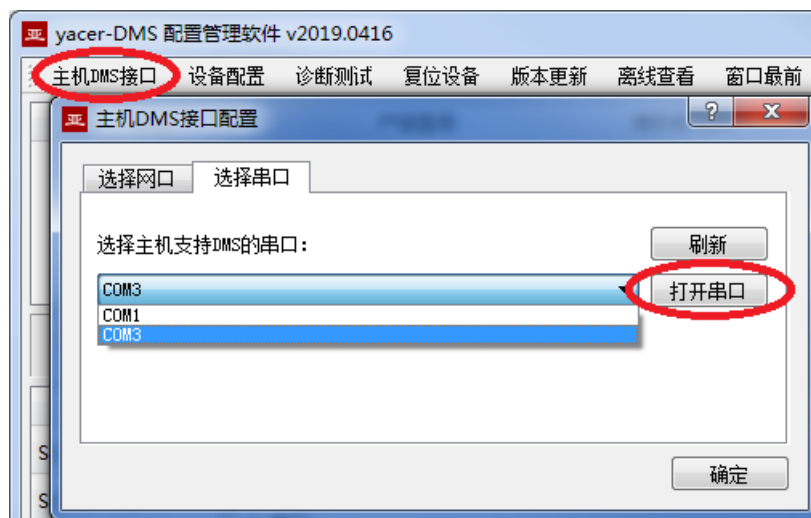 亚 yacer-DMS 配置管理软件 v2019.0416
主机DMS接口 设备配置 诊断测试 复位设备 版本更新 离线查看 窗口最前
亚 主机DMS接口配置 ? X
选择网口 选择串口
选择主机支持DMS的串口: 刷新
COM3 打开串口
COM1
COM3
S 确定
S